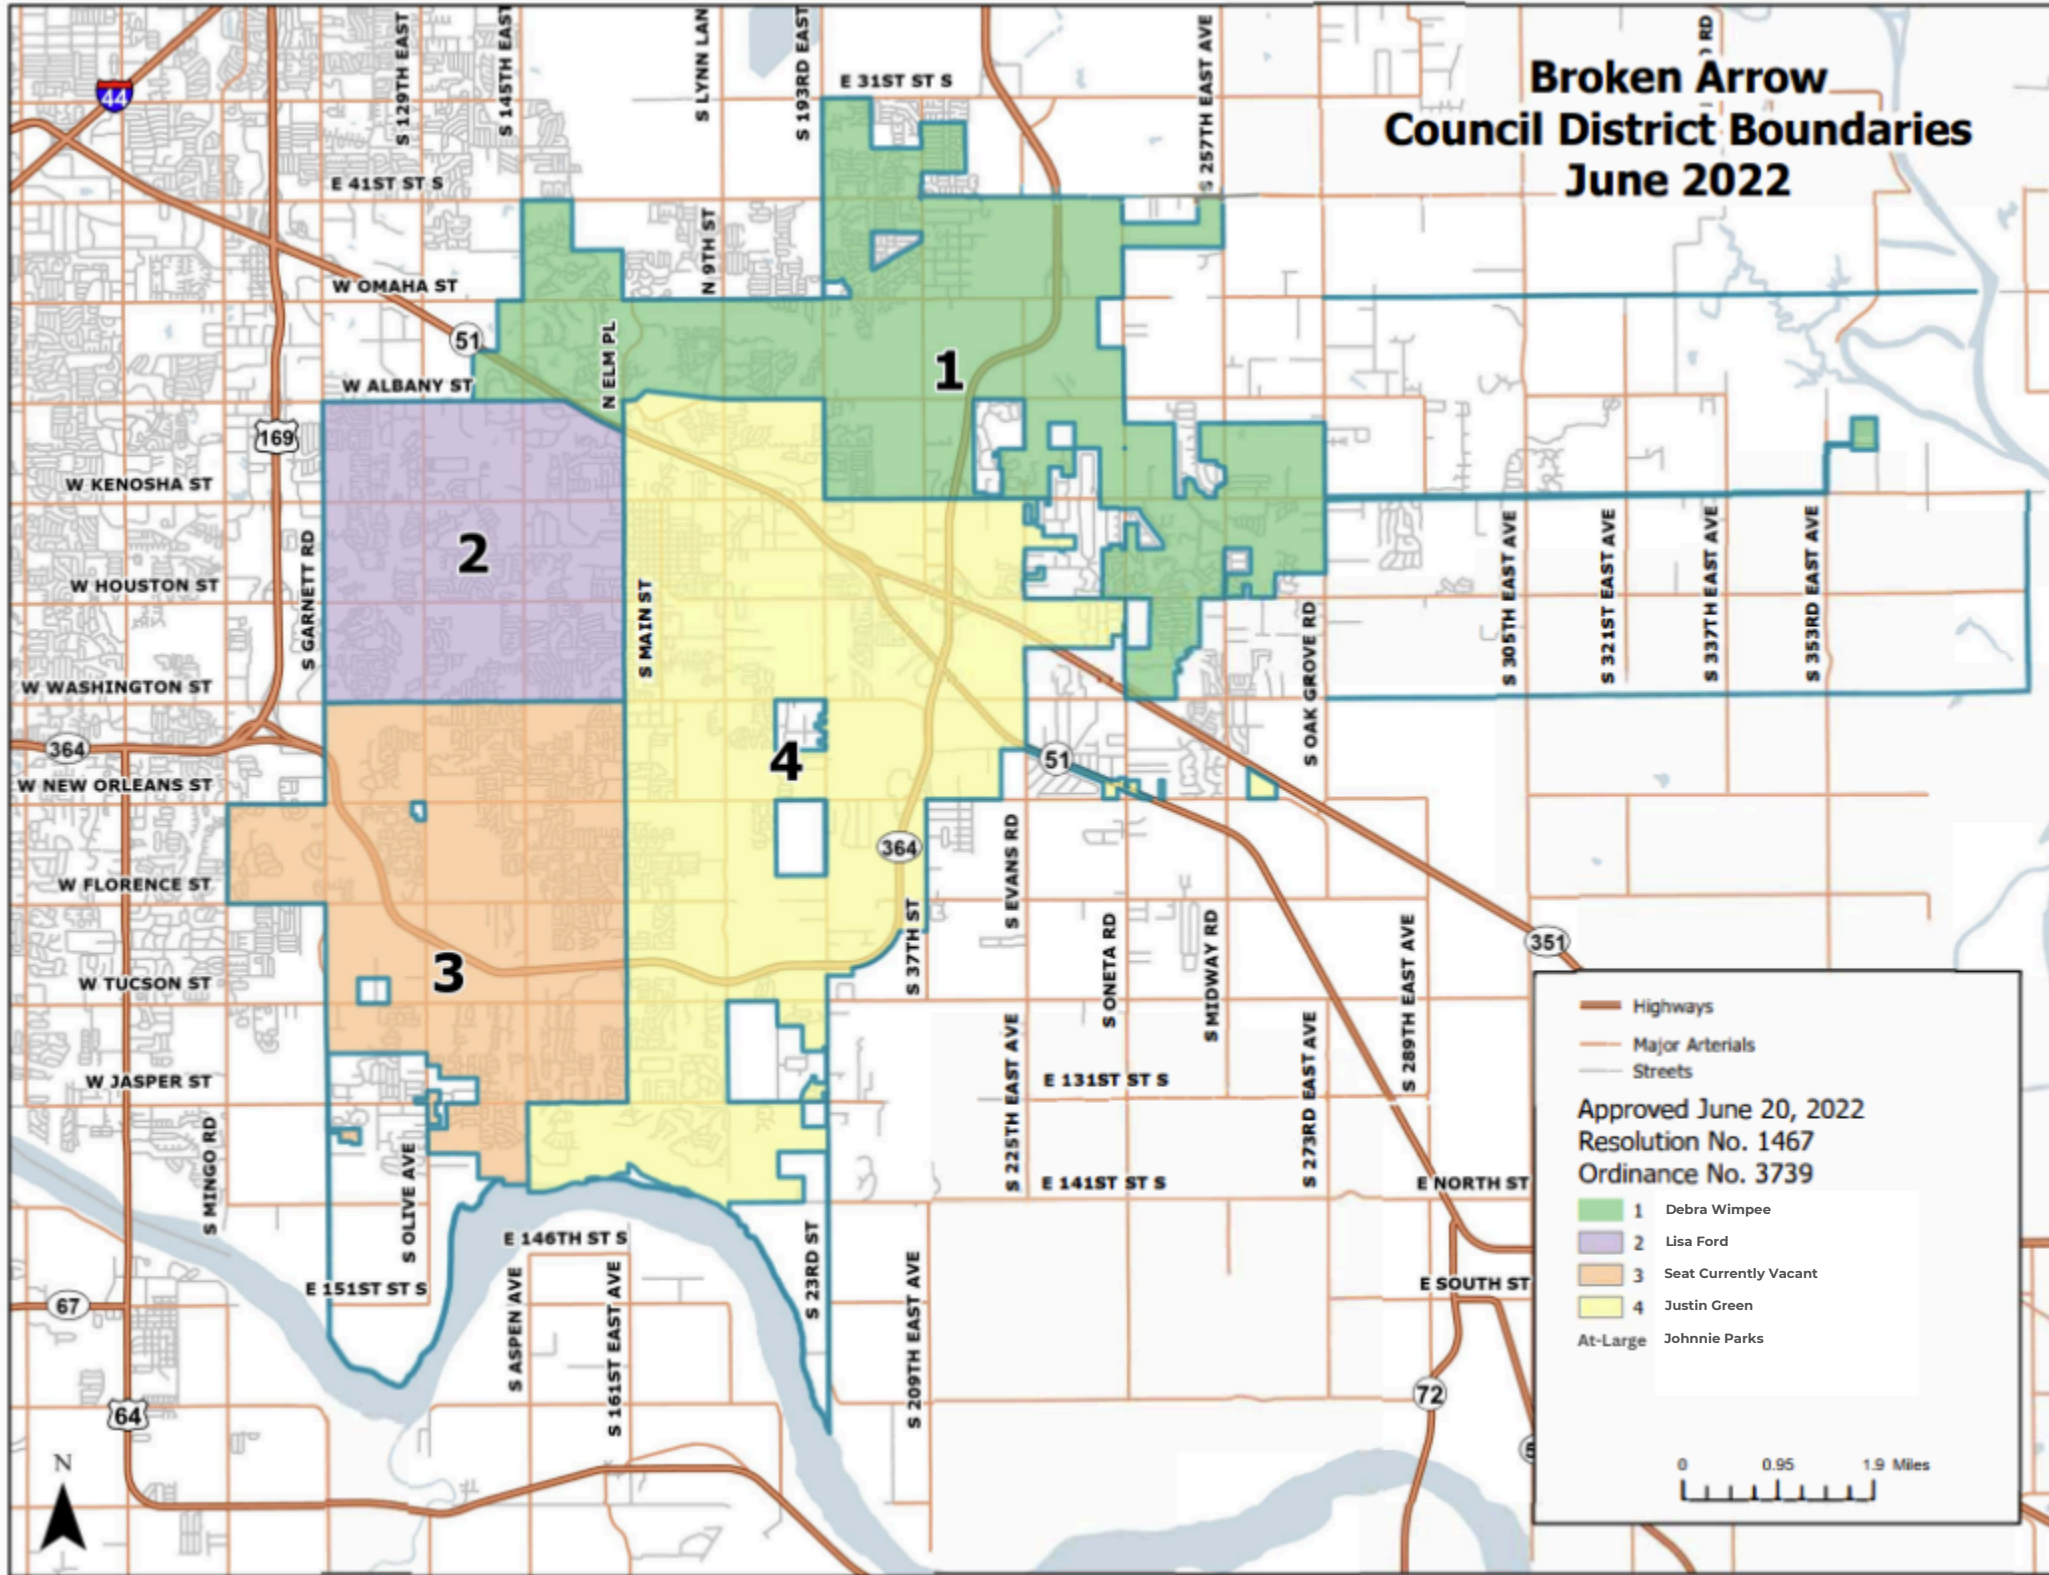 Broken Arrow
Council District Boundaries
June 2022
44
S 129TH EAST
S 145TH EAST
S LYNN LAN
S 193RD EAST
E 31ST ST S
S 257TH EAST AVE
RD
E 41ST ST S
N 9TH ST
W OMAHA ST
51
N ELM PL
1
W ALBANY ST
169
W KENOSHA ST
S GARNETT RD
2
S MAIN ST
W HOUSTON ST
S 305TH EAST AVE
S 321ST EAST AVE
S 337TH EAST AVE
S 353RD EAST AVE
S OAK GROVE RD
W WASHINGTON ST
364
4
51
W NEW ORLEANS ST
364
S EVANS RD
W FLORENCE ST
S 37TH ST
S ONETA RD
S MIDWAY RD
S 289TH EAST AVE
351
3
W TUCSON ST
W JASPER ST
S 225TH EAST AVE
E 131ST ST S
S 273RD EAST AVE
S MINGO RD
S OLIVE AVE
E 141ST ST S
E NORTH ST
E 146TH ST S
S 23RD ST
E 151ST ST S
S ASPEN AVE
S 161ST EAST AVE
S 209TH EAST AVE
E SOUTH ST
67
72
64
5
N
Highways
Major Arterials
Streets
Approved June 20, 2022
Resolution No. 1467
Ordinance No. 3739
1 Debra Wimpee
2 Lisa Ford
3 Seat Currently Vacant
4 Justin Green
At-Large Johnnie Parks
0 0.95 1.9 Miles